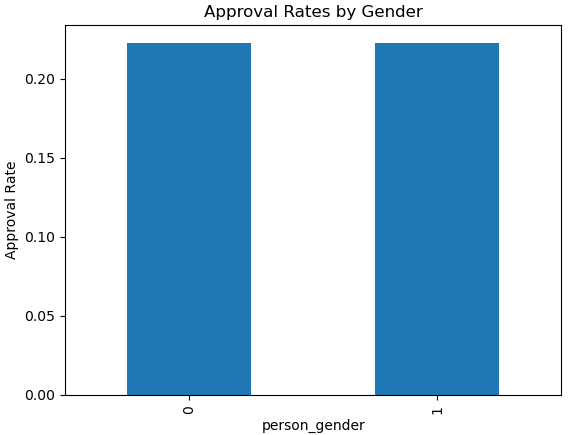 Approval Rates by Gender
Approval Rate
0.20
0.15
0.10
0.05
0.00
0
1
person_gender